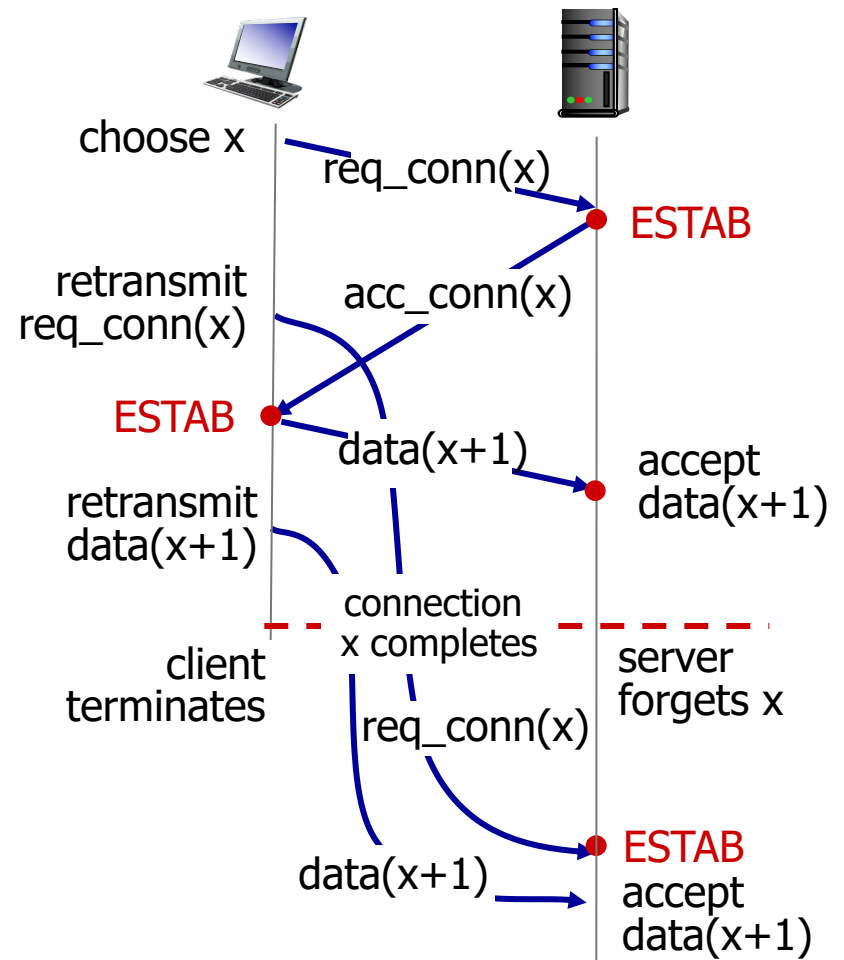 choose x
req_conn(x)
ESTAB
retransmit
req_conn(x)
acc_conn(x)
ESTAB
data(x+1)
accept
data(x+1)
retransmit
data(x+1)
connection
x completes
client
terminates
server
forgets x
req_conn(x)
ESTAB
data(x+1)
accept
data(x+1)